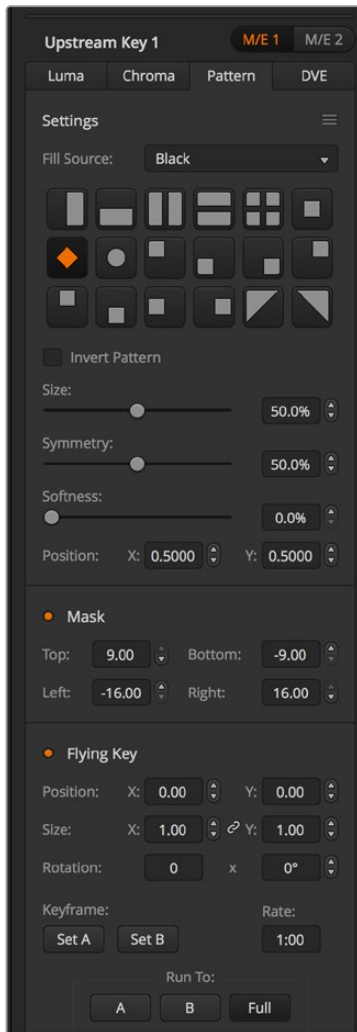 Upstream Key 1 M/E 1 M/E 2
Luma Chroma Pattern DVE
Settings
Fill Source: Black
Invert Pattern
Size:
50.0%
Symmetry:
50.0%
Softness:
0.0%
Position: X: 0.5000 Y: 0.5000
Mask
Top: 9.00 Bottom: -9.00
Left: -16.00 Right: 16.00
Flying Key
Position: X: 0.00 Y: 0.00
Size: X: 1.00 Y: 1.00
Rotation: 0 x 0°
Keyframe: Rate:
Set A Set B 1:00
Run To:
A B Full